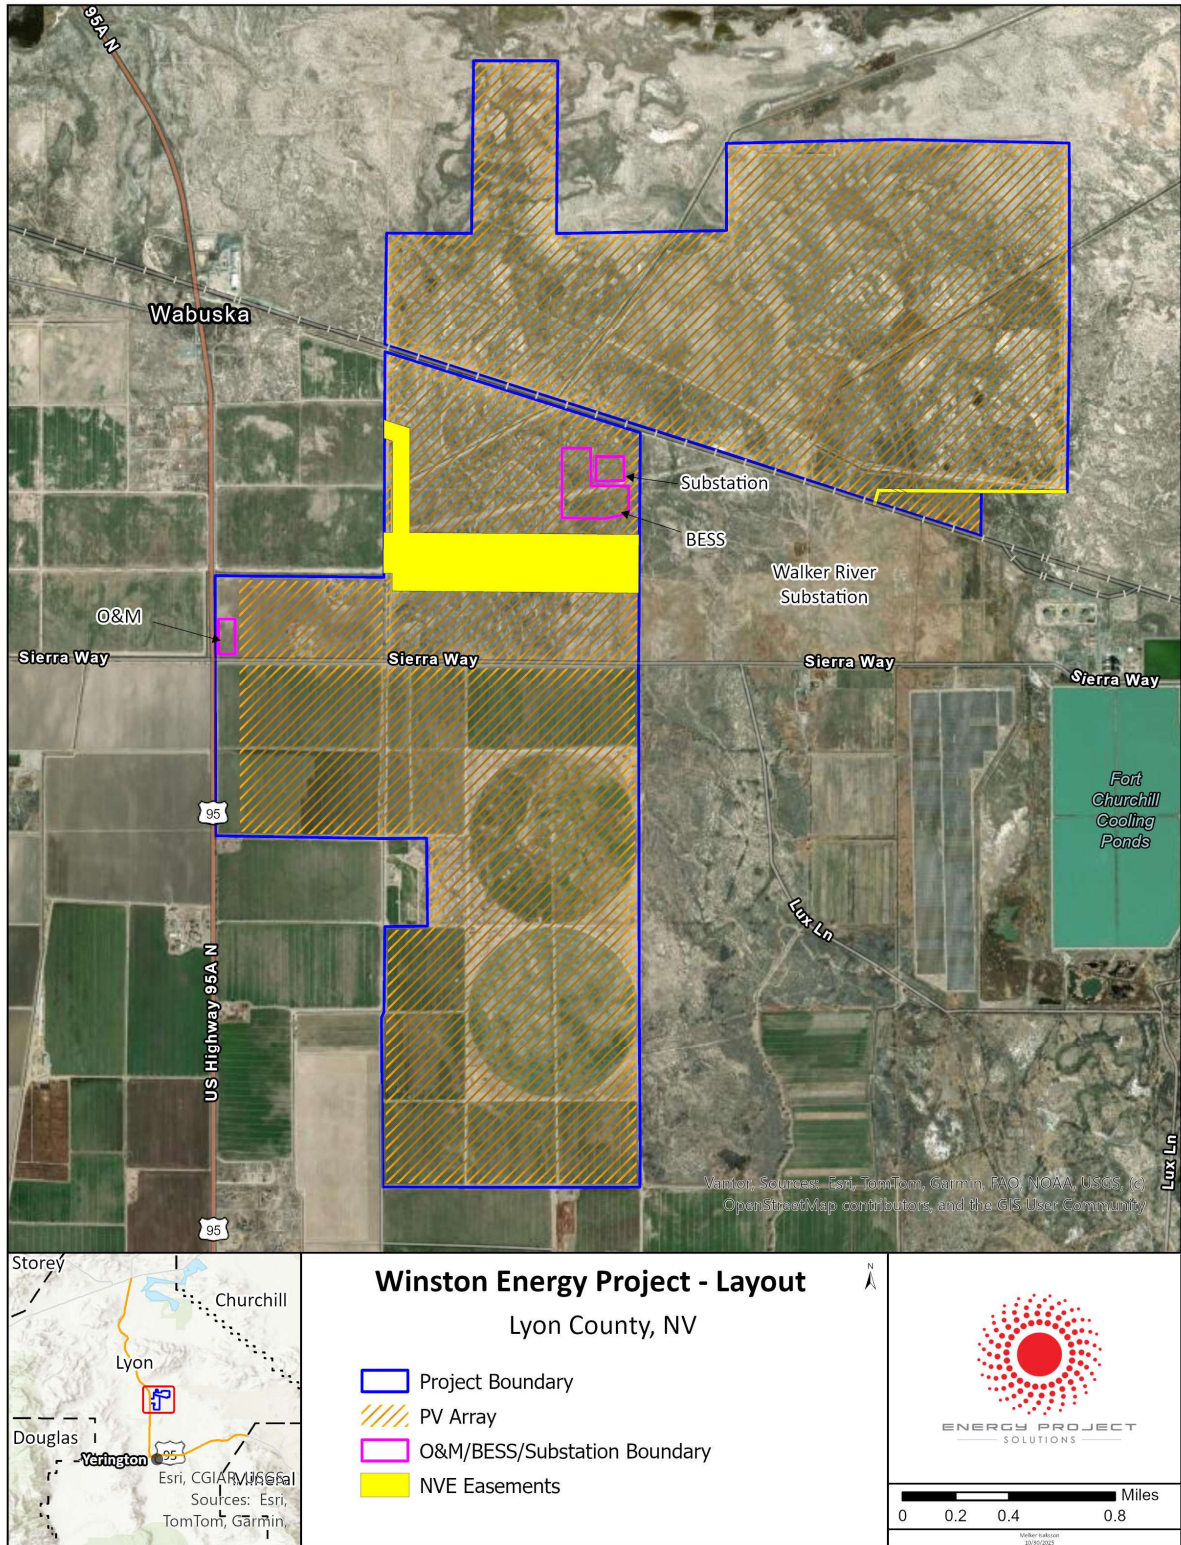 95A N
Wabuska
Substation
BESS
Walker River
Substation
O&M
Sierra Way
Sierra Way
Sierra Way
Sierra Way
95
Fort
Churchill
Cooling
Ponds
Lux Ln
US Highway 95A N
Lux Ln
95
Vantor, Sources: Esri, TomTom, Garmin, FAO, NOAA, USGS, (c)
OpenStreetMap contributors, and the GIS User Community
Storey
Churchill
Lyon
Douglas
Yerington
95
Mineral
Esri, CGIAR, USGS,
Sources: Esri,
TomTom, Garmin,
Winston Energy Project - Layout
Lyon County, NV
N
Project Boundary
PV Array
O&M/BESS/Substation Boundary
NVE Easements
ENERGY PROJECT
SOLUTIONS
Miles
0 0.2 0.4 0.8
10/30/2025